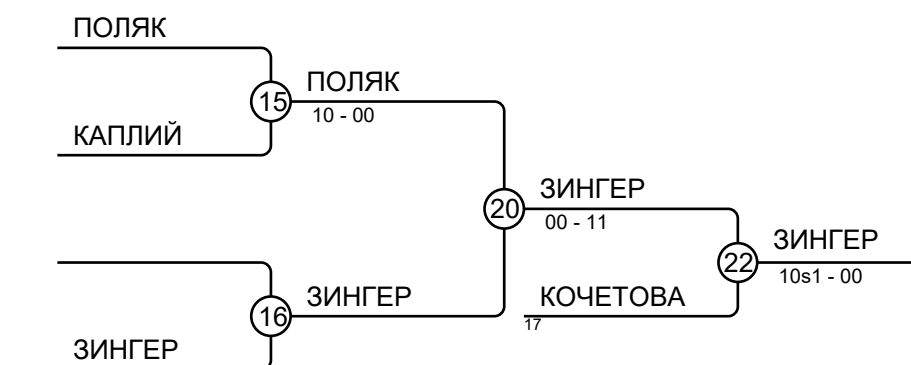 ПОЛЯК
15
ПОЛЯК
10 - 00
КАПЛИЙ
20
ЗИНГЕР
00 - 11
22
ЗИНГЕР
10s1 - 00
16
ЗИНГЕР
КОЧЕТОВА
17
ЗИНГЕР